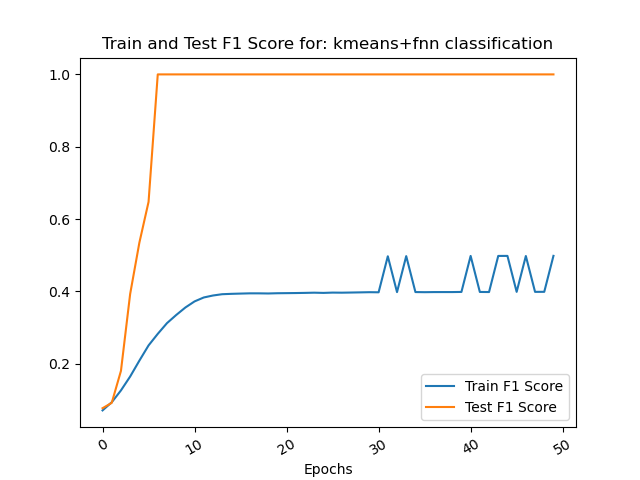 Train and Test F1 Score for: kmeans+fnn classification
1.0
0.8
0.6
0.4
0.2
Train F1 Score
Test F1 Score
0 10 20 30 40 50
Epochs